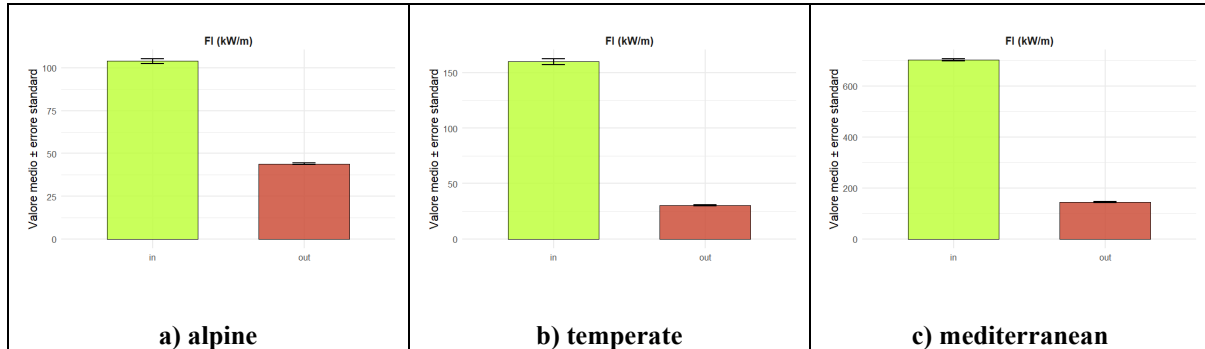 FI (kW/m)
Valore medio ± errore standard
100
75
50
25
0
in out
a) alpine
FI (kW/m)
Valore medio ± errore standard
150
100
50
0
in out
b) temperate
FI (kW/m)
Valore medio ± errore standard
600
400
200
0
in out
c) mediterranean